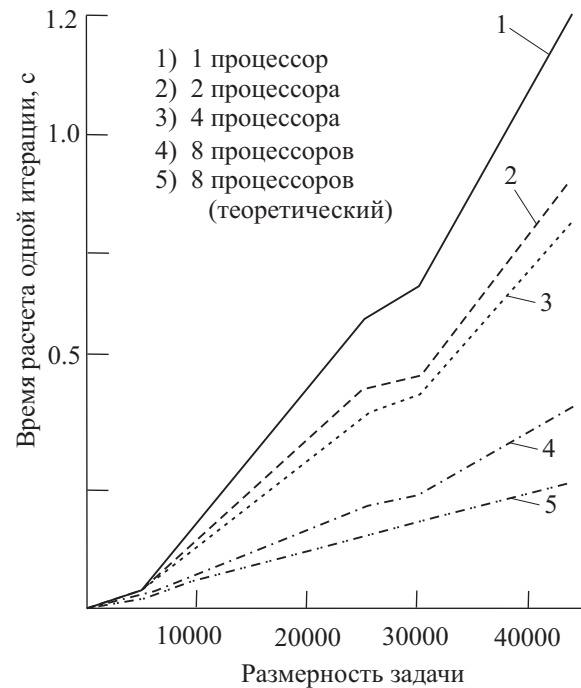 Время расчета одной итерации, с
1.2
1.0
0.5
1) 1 процессор
2) 2 процессора
3) 4 процессора
4) 8 процессоров
5) 8 процессоров
(теоретический)
1
2
3
4
5
10000 20000 30000 40000
Размерность задачи